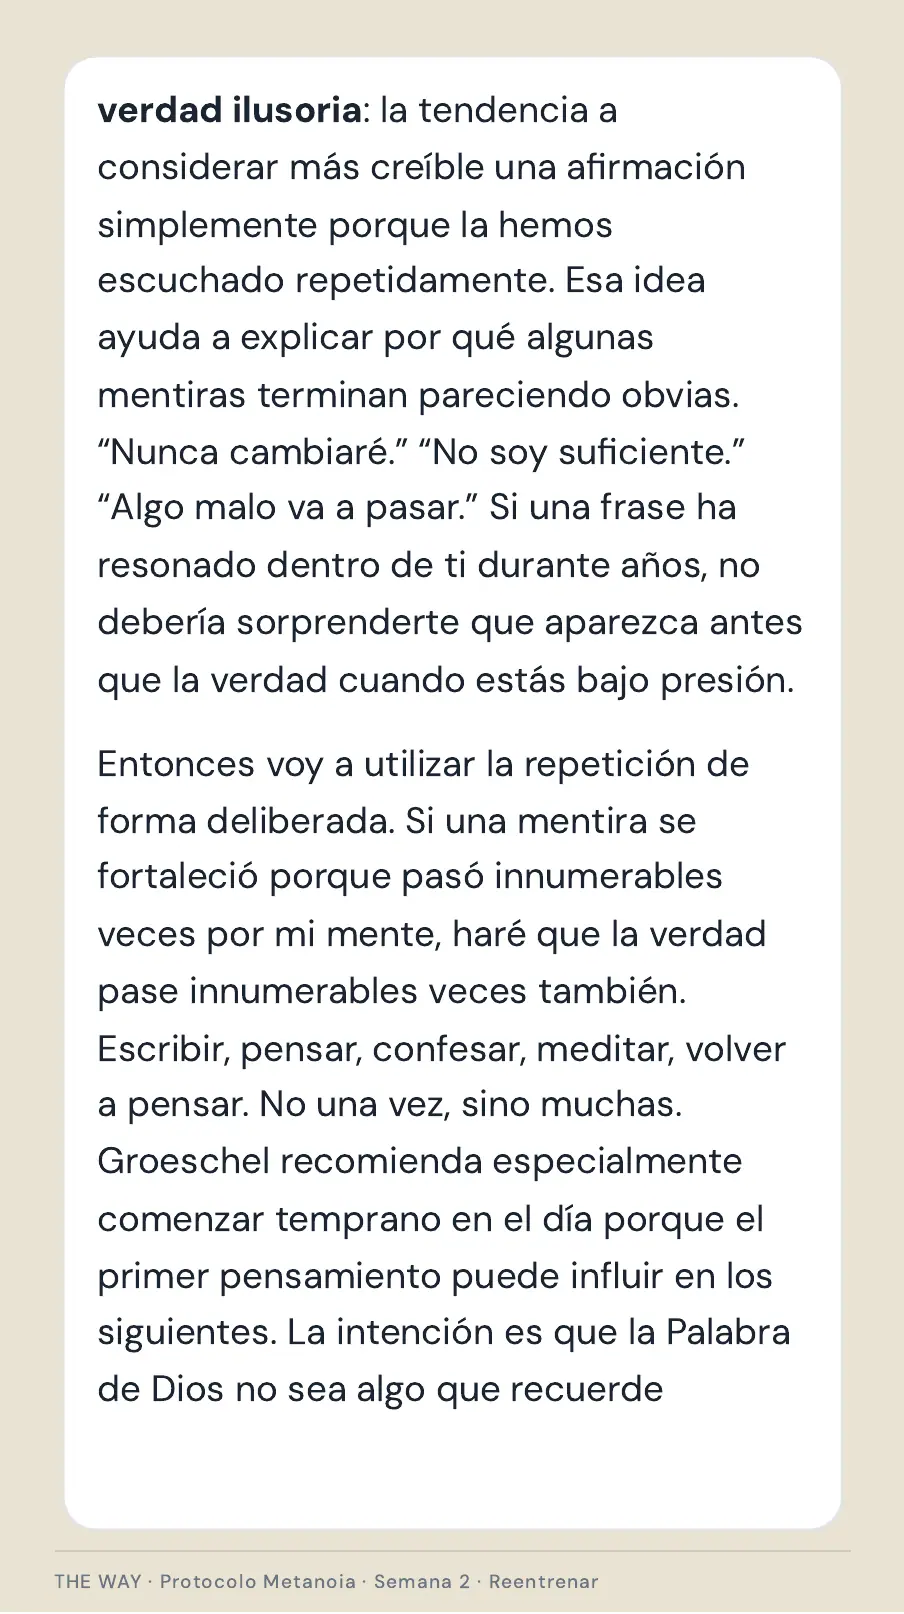 verdad ilusoria: la tendencia a
considerar más creíble una afirmación
simplemente porque la hemos
escuchado repetidamente. Esa idea
ayuda a explicar por qué algunas
mentiras terminan pareciendo obvias.
“Nunca cambiaré.” “No soy suficiente.”
“Algo malo va a pasar.” Si una frase ha
resonado dentro de ti durante años, no
debería sorprenderte que aparezca antes
que la verdad cuando estás bajo presión.
Entonces voy a utilizar la repetición de
forma deliberada. Si una mentira se
fortaleció porque pasó innumerables
veces por mi mente, haré que la verdad
pase innumerables veces también.
Escribir, pensar, confesar, meditar, volver
a pensar. No una vez, sino muchas.
Groeschel recomienda especialmente
comenzar temprano en el día porque el
primer pensamiento puede influir en los
siguientes. La intención es que la Palabra
de Dios no sea algo que recuerde
THE WAY · Protocolo Metanoia · Semana 2 · Reentrenar